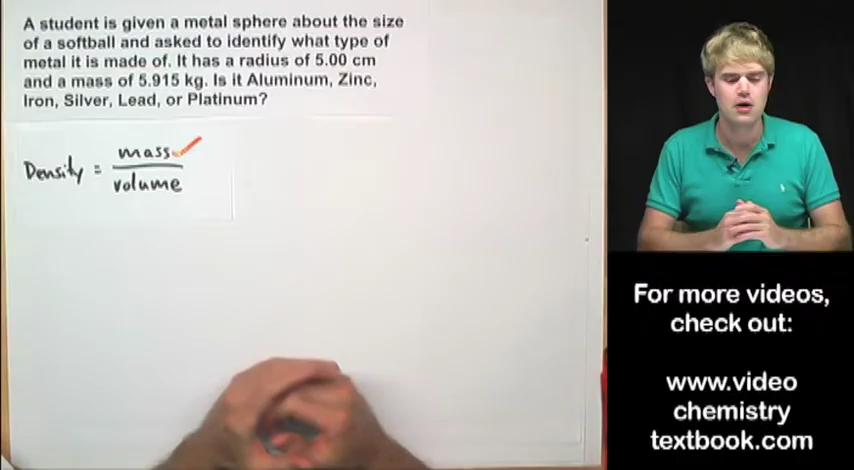 A student is given a metal sphere about the size
of a softball and asked to identify what type of
metal it is made of. It has a radius of 5.00 cm
and a mass of 5.915 kg. Is it Aluminum, Zinc,
Iron, Silver, Lead, or Platinum?
Density = mass
volume
For more videos,
check out:
www.video
chemistry
textbook.com